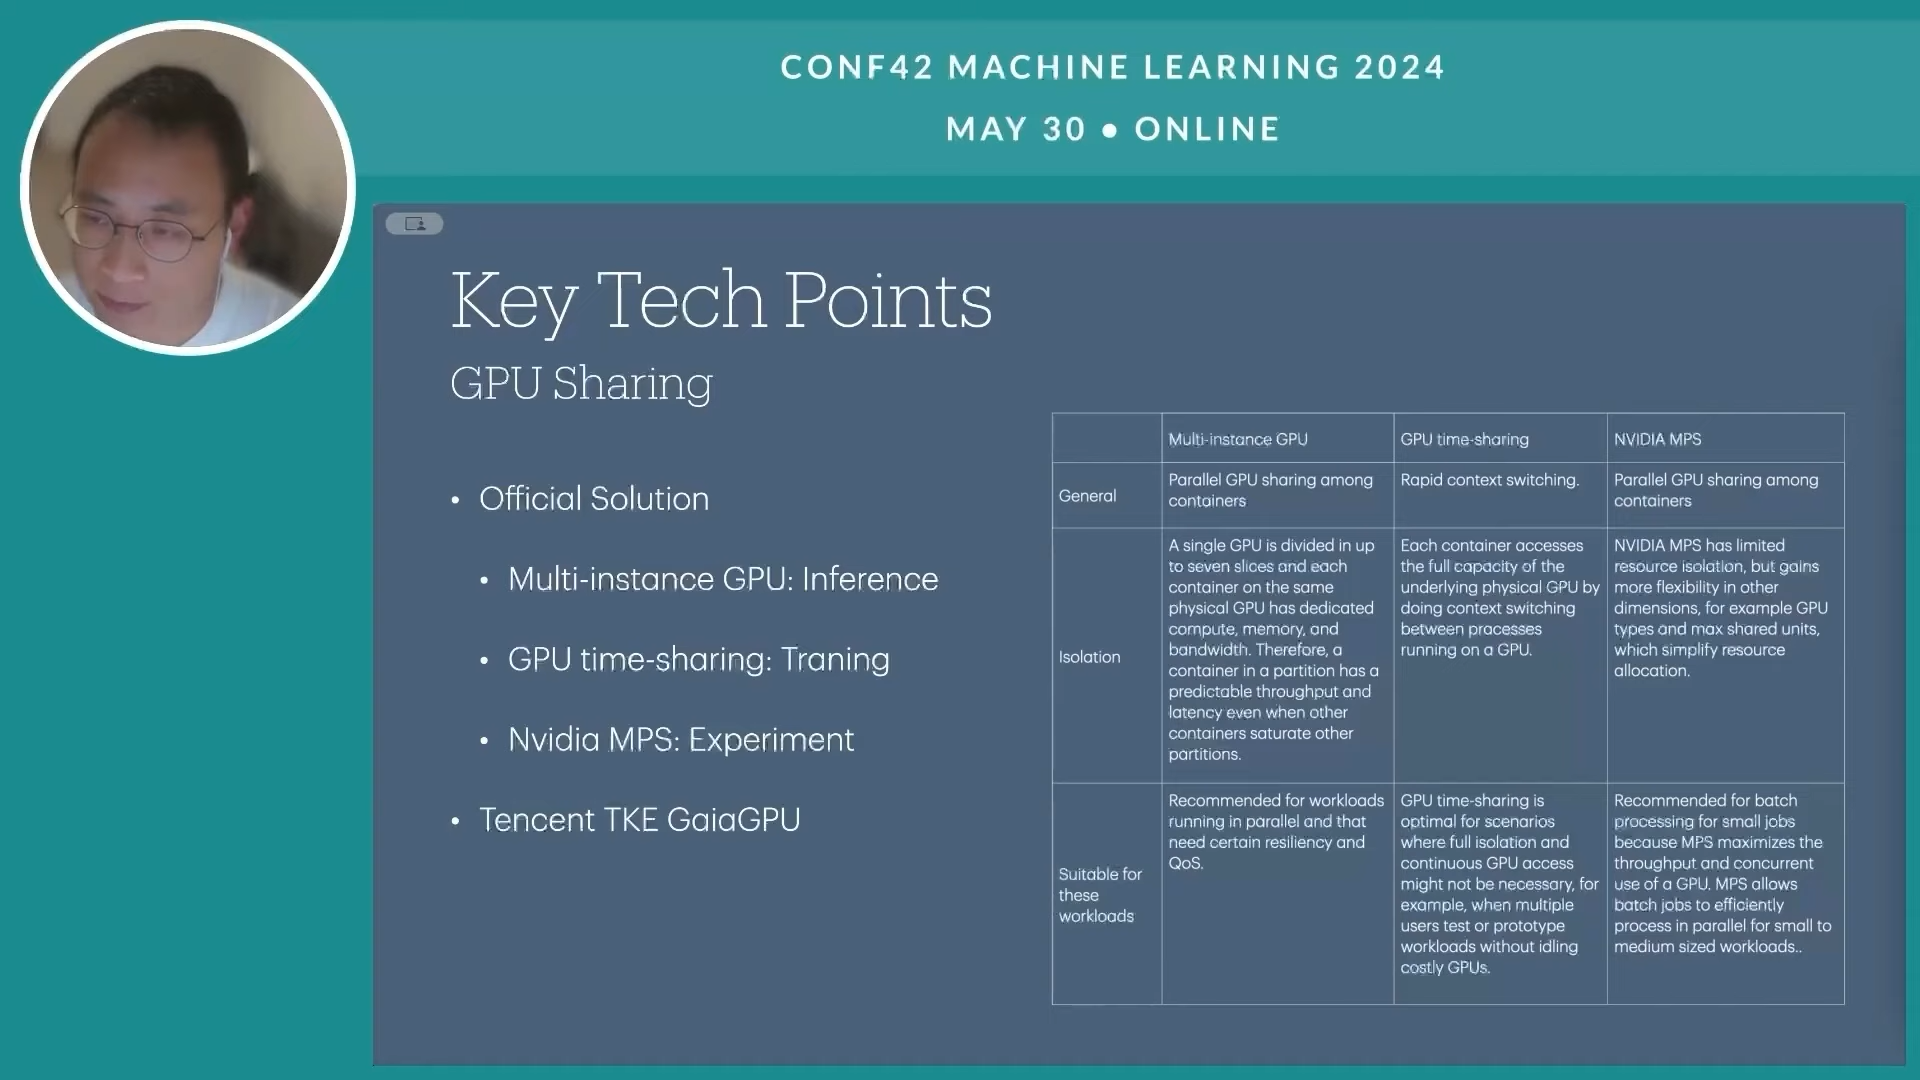 CONF42 MACHINE LEARNING 2024
MAY 30 • ONLINE
Key Tech Points
GPU Sharing
• Official Solution
• Multi-instance GPU: Inference
• GPU time-sharing: Traning
• Nvidia MPS: Experiment
• Tencent TKE GaiaGPU
Multi-instance GPU
GPU time-sharing
NVIDIA MPS
General
Parallel GPU sharing among
containers
Rapid context switching.
Parallel GPU sharing among
containers
Isolation
A single GPU is divided in up
to seven slices and each
container on the same
physical GPU has dedicated
compute, memory, and
bandwidth. Therefore, a
container in a partition has a
predictable throughput and
latency even when other
containers saturate other
partitions.
Each container accesses
the full capacity of the
underlying physical GPU by
doing context switching
between processes
running on a GPU.
NVIDIA MPS has limited
resource isolation, but gains
more flexibility in other
dimensions, for example GPU
types and max shared units,
which simplify resource
allocation.
Suitable for
these
workloads
Recommended for workloads
running in parallel and that
need certain resiliency and
QoS.
GPU time-sharing is
optimal for scenarios
where full isolation and
continuous GPU access
might not be necessary, for
example, when multiple
users test or prototype
workloads without idling
costly GPUs.
Recommended for batch
processing for small jobs
because MPS maximizes the
throughput and concurrent
use of a GPU. MPS allows
batch jobs to efficiently
process in parallel for small to
medium sized workloads..